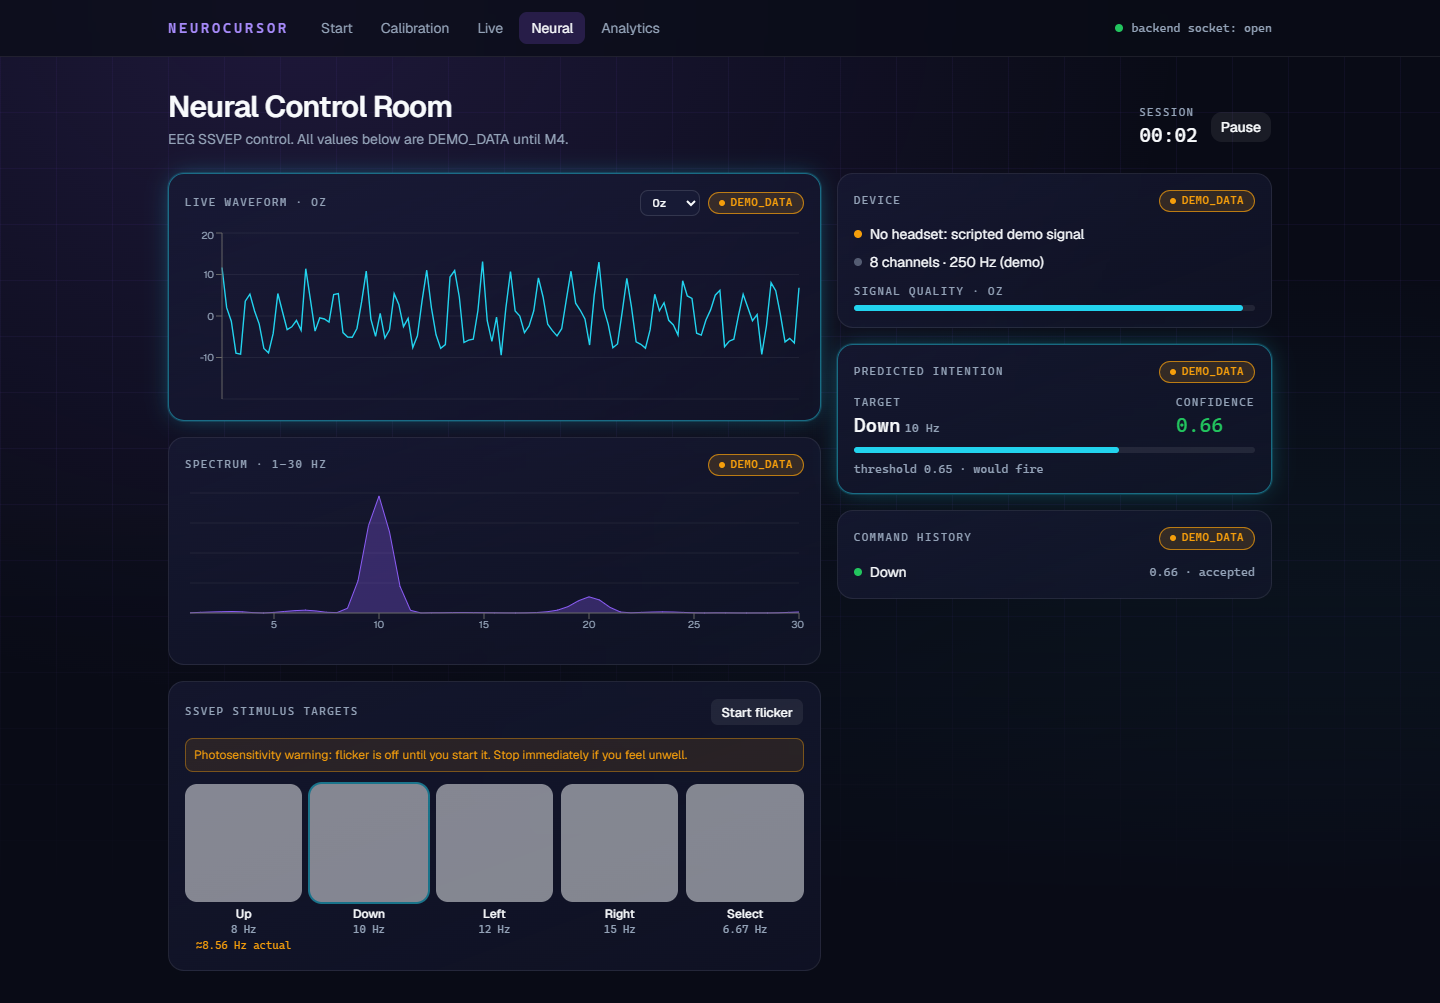 NEUROCURSOR Start Calibration Live Neural Analytics backend socket: open
Neural Control Room
EEG SSVEP control. All values below are DEMO_DATA until M4.
SESSION
00:02
Pause
LIVE WAVEFORM · OZ
Oz
DEMO_DATA
20
10
0
-10
SPECTRUM · 1–30 HZ
DEMO_DATA
5 10 15 20 25 30
SSVEP STIMULUS TARGETS
Start flicker
Photosensitivity warning: flicker is off until you start it. Stop immediately if you feel unwell.
Up Down Left Right Select
8 Hz 10 Hz 12 Hz 15 Hz 6.67 Hz
≈8.56 Hz actual
DEVICE
DEMO_DATA
No headset: scripted demo signal
8 channels · 250 Hz (demo)
SIGNAL QUALITY · OZ
PREDICTED INTENTION
DEMO_DATA
TARGET CONFIDENCE
Down 10 Hz 0.66
threshold 0.65 · would fire
COMMAND HISTORY
DEMO_DATA
Down 0.66 · accepted